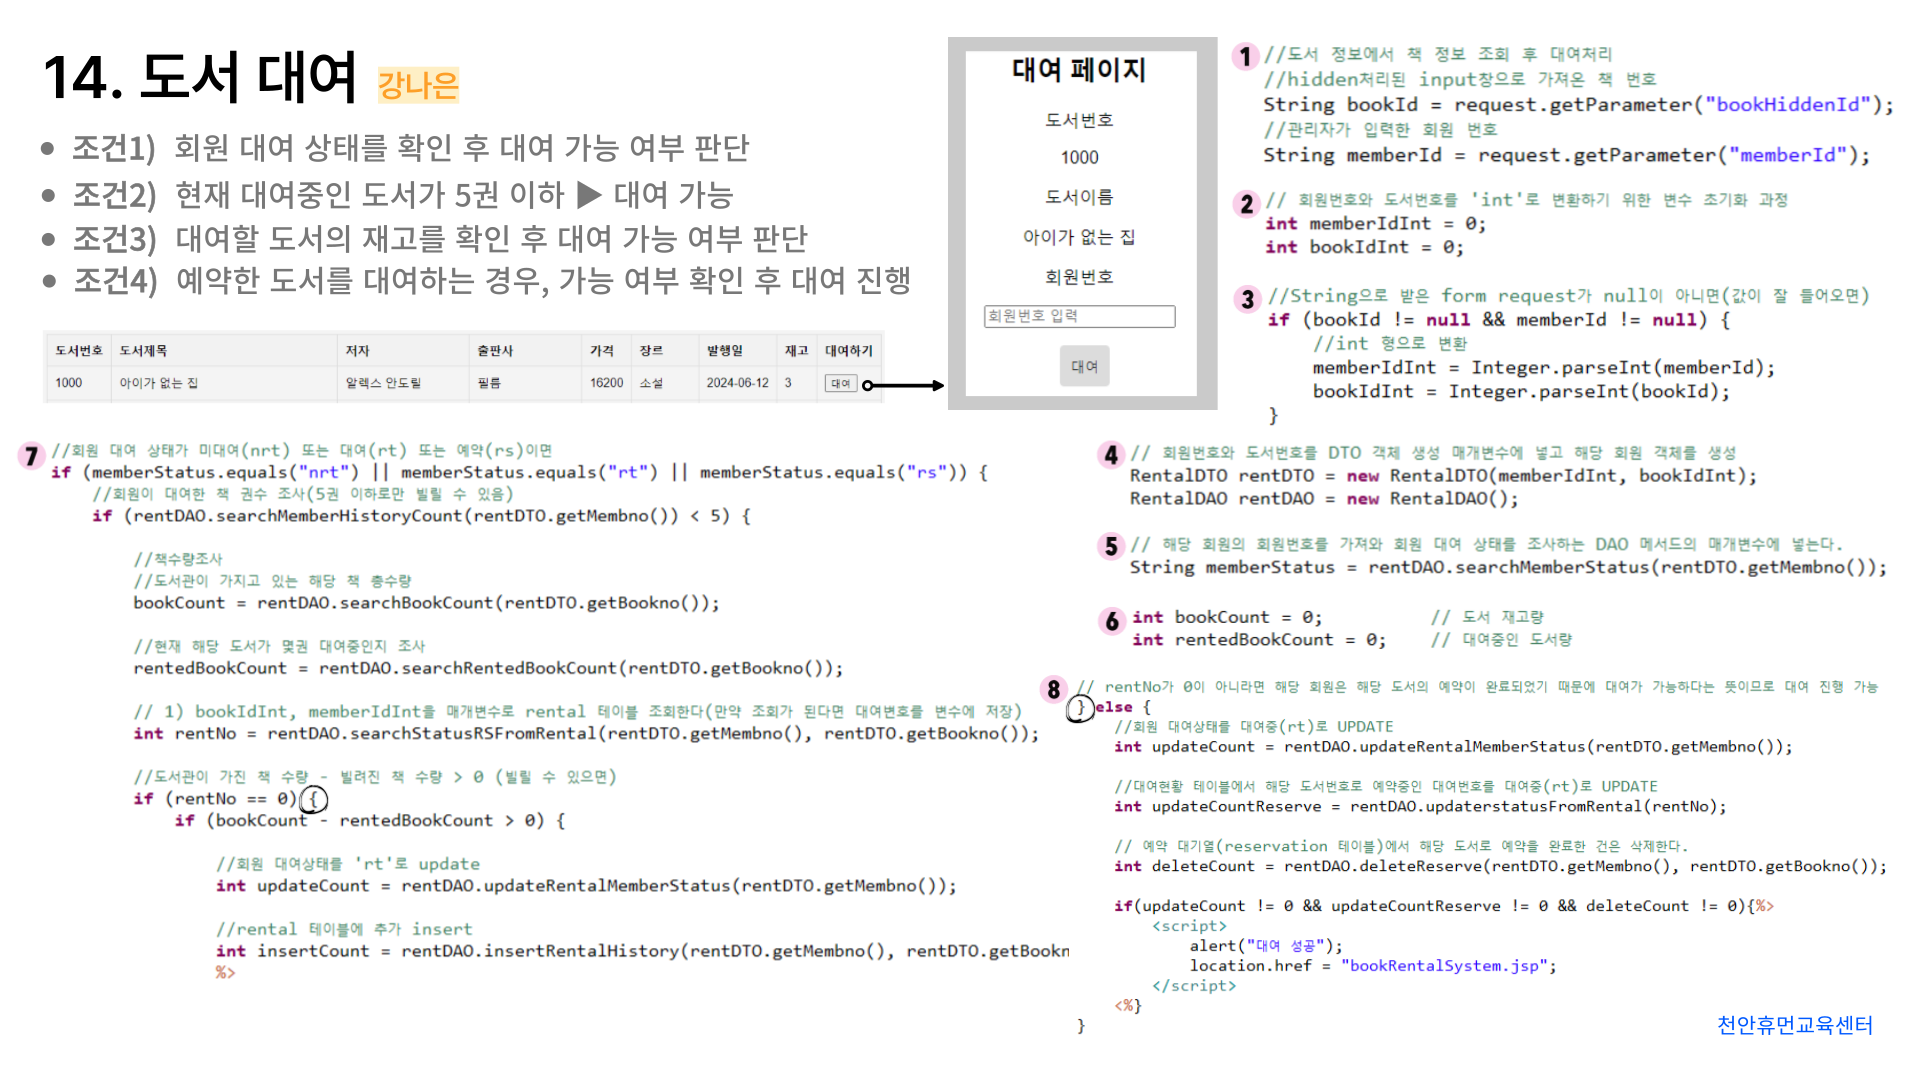 14. 도서 대여 강나은
• 조건1) 회원 대여 상태를 확인 후 대여 가능 여부 판단
• 조건2) 현재 대여중인 도서가 5권 이하 ▶ 대여 가능
• 조건3) 대여할 도서의 재고를 확인 후 대여 가능 여부 판단
• 조건4) 예약한 도서를 대여하는 경우, 가능 여부 확인 후 대여 진행
도서번호 도서제목 저자 출판사 가격 장르 발행일 재고 대여하기
1000 아이가 없는 집 알렉스 안도릴 필름 16200 소설 2024-06-12 3 대여
대여 페이지
도서번호
1000
도서이름
아이가 없는 집
회원번호
회원번호 입력
대여
1 //도서 정보에서 책 정보 조회 후 대여처리
//hidden처리된 input창으로 가져온 책 번호
String bookId = request.getParameter("bookHiddenId");
//관리자가 입력한 회원 번호
String memberId = request.getParameter("memberId");
2 // 회원번호와 도서번호를 'int'로 변환하기 위한 변수 초기화 과정
int memberIdInt = 0;
int bookIdInt = 0;
3 //String으로 받은 form request가 null이 아니면(값이 잘 들어오면)
if (bookId != null && memberId != null) {
//int 형으로 변환
memberIdInt = Integer.parseInt(memberId);
bookIdInt = Integer.parseInt(bookId);
}
4 // 회원번호와 도서번호를 DTO 객체 생성 매개변수에 넣고 해당 회원 객체를 생성
RentalDTO rentDTO = new RentalDTO(memberIdInt, bookIdInt);
RentalDAO rentDAO = new RentalDAO();
5 // 해당 회원의 회원번호를 가져와 회원 대여 상태를 조사하는 DAO 메서드의 매개변수에 넣는다.
String memberStatus = rentDAO.searchMemberStatus(rentDTO.getMembno());
6 int bookCount = 0; // 도서 재고량
int rentedBookCount = 0; // 대여중인 도서량
7 //회원 대여 상태가 미대여(nrt) 또는 대여(rt) 또는 예약(rs)이면
if (memberStatus.equals("nrt") || memberStatus.equals("rt") || memberStatus.equals("rs")) {
//회원이 대여한 책 권수 조사(5권 이하로만 빌릴 수 있음)
if (rentDAO.searchMemberHistoryCount(rentDTO.getMembno()) < 5) {
//책수량조사
//도서관이 가지고 있는 해당 책 총수량
bookCount = rentDAO.searchBookCount(rentDTO.getBookno());
//현재 해당 도서가 몇권 대여중인지 조사
rentedBookCount = rentDAO.searchRentedBookCount(rentDTO.getBookno());
// 1) bookIdInt, memberIdInt을 매개변수로 rental 테이블 조회한다(만약 조회가 된다면 대여번호를 변수에 저장)
int rentNo = rentDAO.searchStatusRSFromRental(rentDTO.getMembno(), rentDTO.getBookno());
//도서관이 가진 책 수량 - 빌려진 책 수량 > 0 (빌릴 수 있으면)
if (rentNo == 0) {
if (bookCount - rentedBookCount > 0) {
//회원 대여상태를 'rt'로 update
int updateCount = rentDAO.updateRentalMemberStatus(rentDTO.getMembno());
//rental 테이블에 추가 insert
int insertCount = rentDAO.insertRentalHistory(rentDTO.getMembno(), rentDTO.getBookn
%>
8 // rentNo가 0이 아니라면 해당 회원은 해당 도서의 예약이 완료되었기 때문에 대여가 가능하다는 뜻이므로 대여 진행 가능
} else {
//회원 대여상태를 대여중(rt)로 UPDATE
int updateCount = rentDAO.updateRentalMemberStatus(rentDTO.getMembno());
//대여현황 테이블에서 해당 도서번호로 예약중인 대여번호를 대여중(rt)로 UPDATE
int updateCountReserve = rentDAO.updaterstatusFromRental(rentNo);
// 예약 대기열(reservation 테이블)에서 해당 도서로 예약을 완료한 건은 삭제한다.
int deleteCount = rentDAO.deleteReserve(rentDTO.getMembno(), rentDTO.getBookno());
if(updateCount != 0 && updateCountReserve != 0 && deleteCount != 0){%>
<script>
alert("대여 성공");
location.href = "bookRentalSystem.jsp";
</script>
<%}
}
천안휴먼교육센터